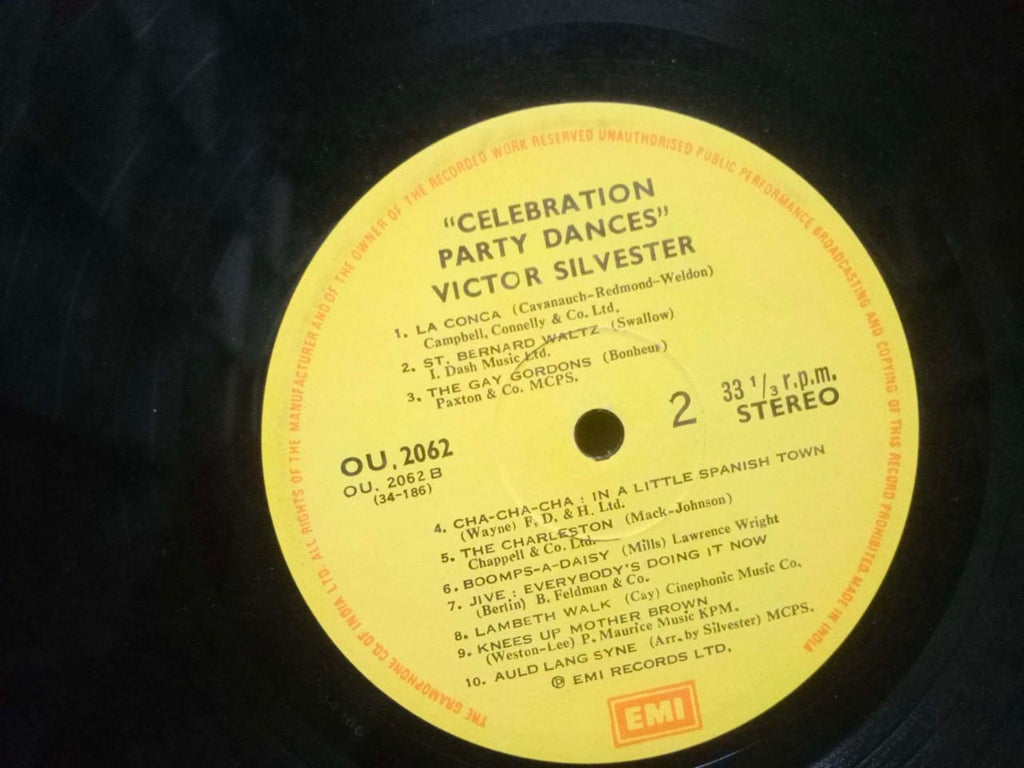 THE GRAMOPHONE CO. OF INDIA LTD. ALL RIGHTS OF THE MANUFACTURER AND OF THE OWNER OF THE RECORDED WORK RESERVED UNAUTHORISED PUBLIC PERFORMANCE BROADCASTING AND COPYING OF THIS RECORD PROHIBITED MADE IN INDIA
"CELEBRATION
PARTY DANCES"
VICTOR SILVESTER
1. LA CONCA (Cavanauch-Redmond-Weldon)
Campbell, Connelly & Co. Ltd.
2. ST. BERNARD WALTZ (Swallow)
I. Dash Music Ltd.
3. THE GAY GORDONS (Bonheur)
Paxton & Co. MCPS.
2
33 1/3 r.p.m.
STEREO
OU, 2062
OU. 2062 B
(34-186)
4. CHA-CHA-CHA : IN A LITTLE SPANISH TOWN
(Wayne) F, D, & H. Ltd.
5. THE CHARLESTON (Mack-Johnson)
Chappell & Co. Ltd.
6. BOOMPS-A-DAISY (Mills) Lawrence Wright
7. JIVE : EVERYBODY'S DOING IT NOW
(Berlin) B. Feldman & Co.
8. LAMBETH WALK (Cay) Cinephonic Music Co.
9. KNEES UP MOTHER BROWN
(Weston-Lee) P. Maurice Music KPM.
10. AULD LANG SYNE (Arr. by Silvester) MCPS.
℗ EMI RECORDS LTD.
EMI